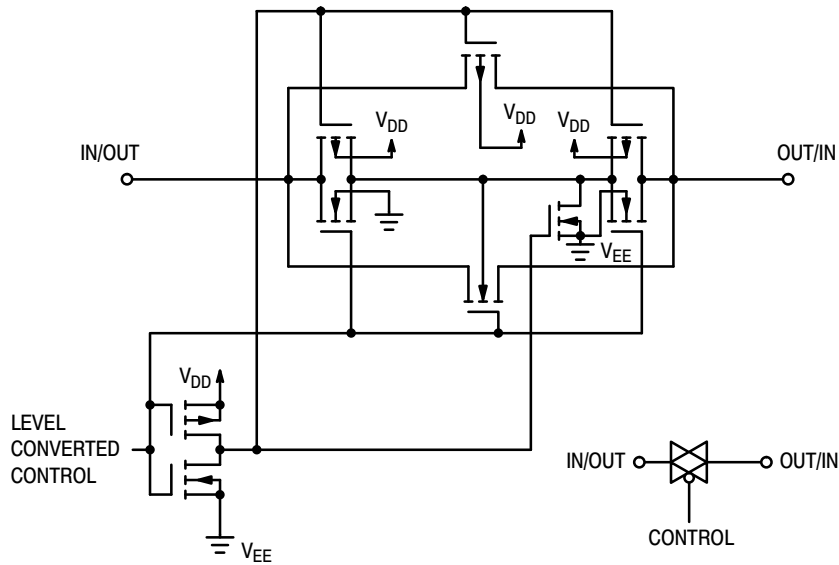 V_DD
V_DD
V_DD
IN/OUT
OUT/IN
V_EE
V_DD
LEVEL
CONVERTED
CONTROL
IN/OUT
OUT/IN
CONTROL
V_EE